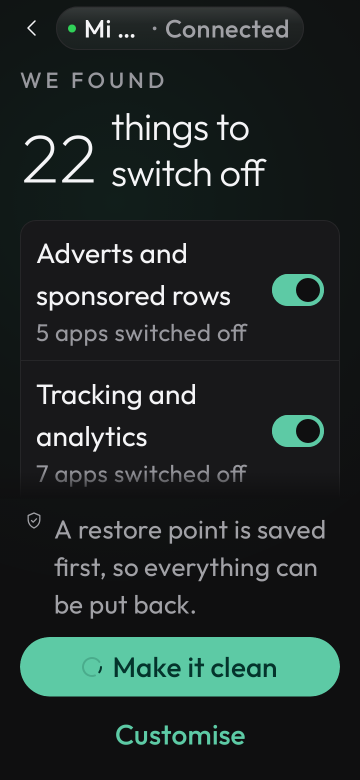 Mi ... · Connected
WE FOUND
22 things to
switch off
Adverts and
sponsored rows
5 apps switched off
Tracking and
analytics
7 apps switched off
A restore point is saved
first, so everything can
be put back.
Make it clean
Customise